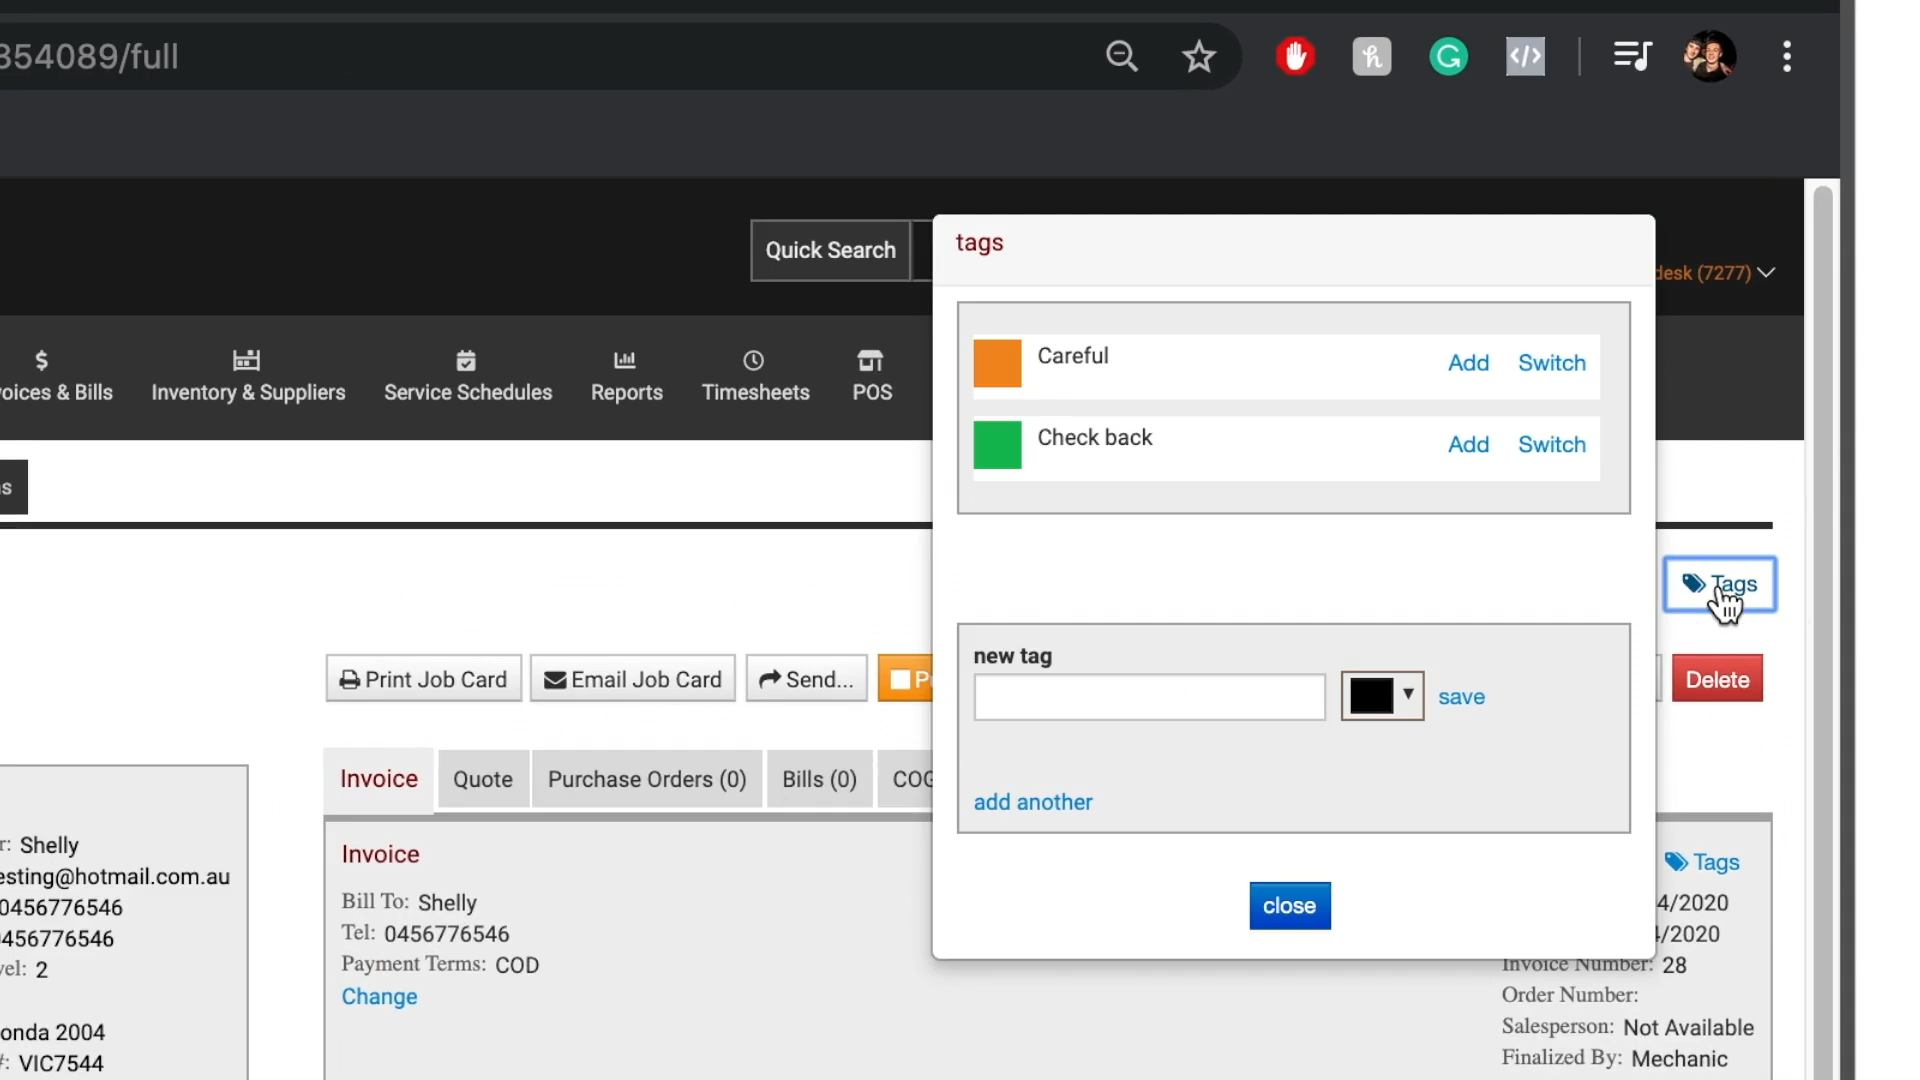 354089/full
Quick Search
tags
desk (7277)
Careful
Add Switch
Check back
Add Switch
voices & Bills
Inventory & Suppliers
Service Schedules
Reports
Timesheets
POS
s
Tags
new tag
save
add another
close
Print Job Card
Email Job Card
Send...
P
Delete
Invoice
Quote
Purchase Orders (0)
Bills (0)
COG
r: Shelly
esting@hotmail.com.au
0456776546
0456776546
vel: 2
onda 2004
#: VIC7544
Invoice
Bill To: Shelly
Tel: 0456776546
Payment Terms: COD
Change
Tags
4/2020
4/2020
Invoice Number: 28
Order Number:
Salesperson: Not Available
Finalized By: Mechanic